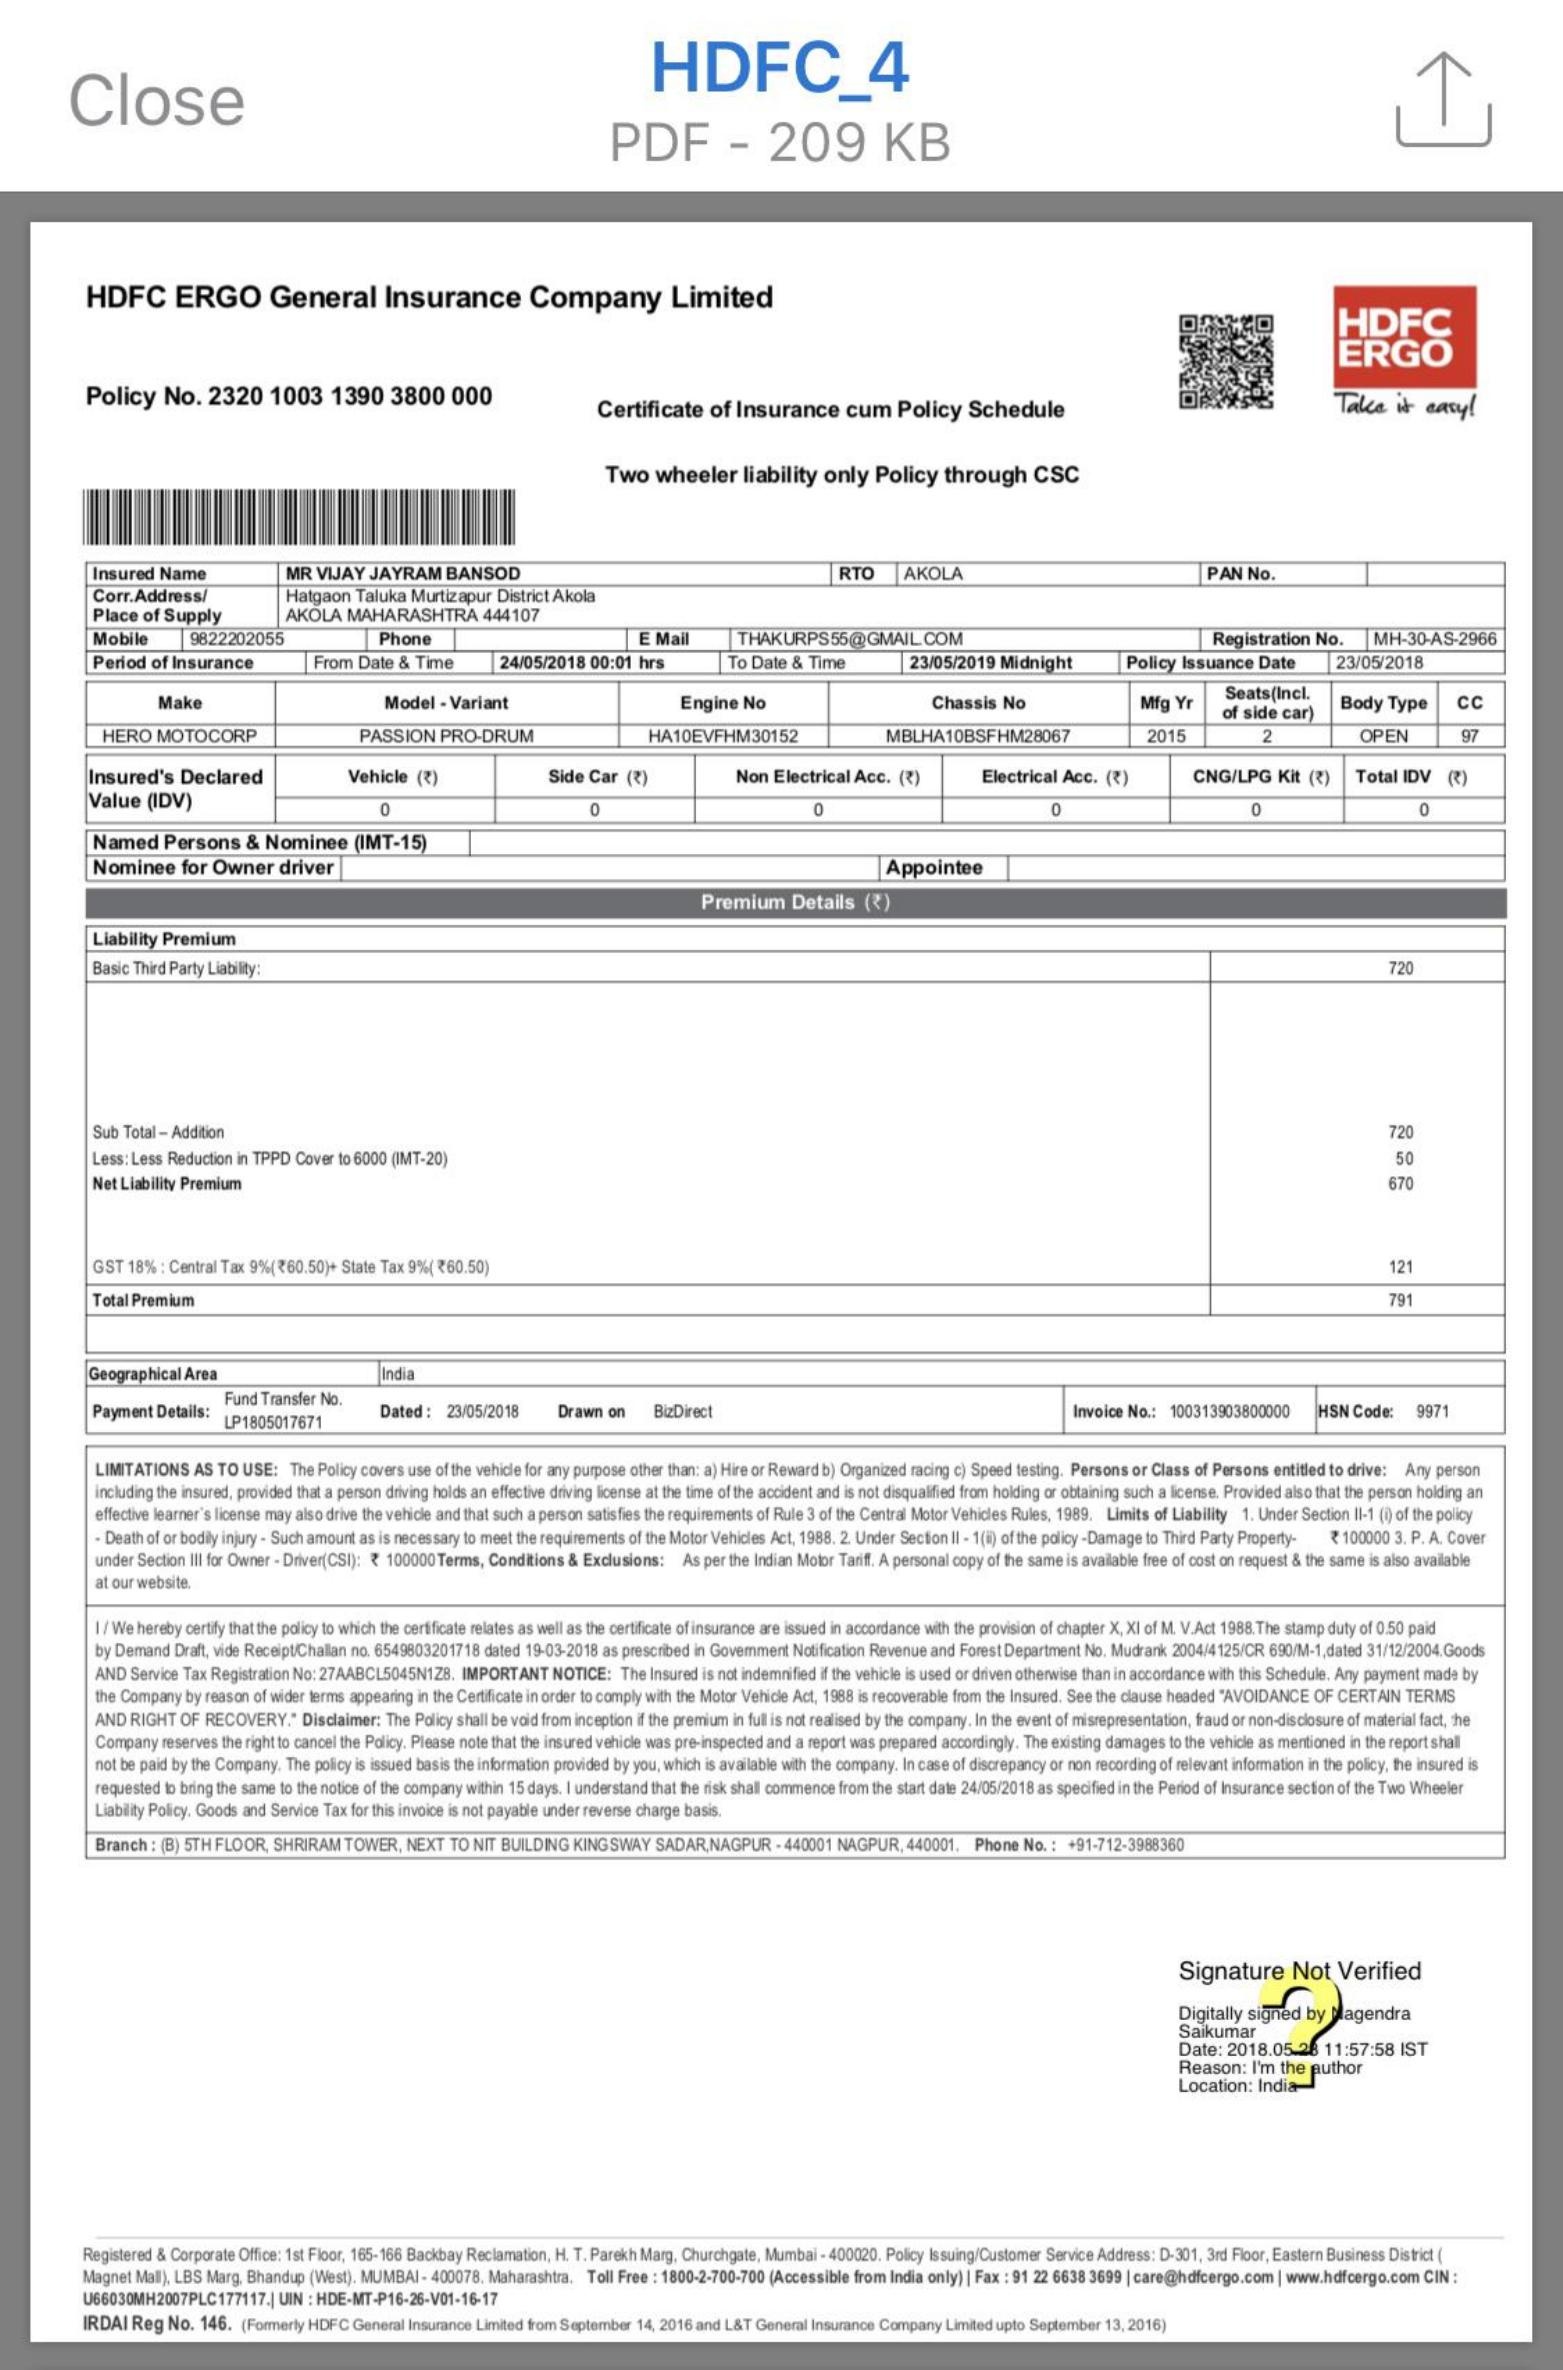 Close
HDFC_4
PDF - 209 KB
HDFC ERGO General Insurance Company Limited
HDFC
ERGO
Take it easy!
Policy No. 2320 1003 1390 3800 000
Certificate of Insurance cum Policy Schedule
Two wheeler liability only Policy through CSC
Insured Name MR VIJAY JAYRAM BANSOD RTO AKOLA PAN No.
Corr.Address/ Hatgaon Taluka Murtizapur District Akola
Place of Supply AKOLA MAHARASHTRA 444107
Mobile 9822202055 Phone E Mail THAKURPS55@GMAIL.COM Registration No. MH-30-AS-2966
Period of Insurance From Date & Time 24/05/2018 00:01 hrs To Date & Time 23/05/2019 Midnight Policy Issuance Date 23/05/2018
Make Model - Variant Engine No Chassis No Mfg Yr Seats(Incl. of side car) Body Type CC
HERO MOTOCORP PASSION PRO-DRUM HA10EVFHM30152 MBLHA10BSFHM28067 2015 2 OPEN 97
Insured's Declared Value (IDV) Vehicle (₹) Side Car (₹) Non Electrical Acc. (₹) Electrical Acc. (₹) CNG/LPG Kit (₹) Total IDV (₹)
0 0 0 0 0 0
Named Persons & Nominee (IMT-15)
Nominee for Owner driver Appointee
Premium Details (₹)
Liability Premium
Basic Third Party Liability: 720
Sub Total – Addition 720
Less: Less Reduction in TPPD Cover to 6000 (IMT-20) 50
Net Liability Premium 670
GST 18% : Central Tax 9%(₹60.50)+ State Tax 9%( ₹60.50) 121
Total Premium 791
Geographical Area India
Payment Details: Fund Transfer No. LP1805017671 Dated : 23/05/2018 Drawn on BizDirect Invoice No.: 100313903800000 HSN Code: 9971
LIMITATIONS AS TO USE: The Policy covers use of the vehicle for any purpose other than: a) Hire or Reward b) Organized racing c) Speed testing. Persons or Class of Persons entitled to drive: Any person
including the insured, provided that a person driving holds an effective driving license at the time of the accident and is not disqualified from holding or obtaining such a license. Provided also that the person holding an
effective learner`s license may also drive the vehicle and that such a person satisfies the requirements of Rule 3 of the Central Motor Vehicles Rules, 1989. Limits of Liability 1. Under Section II-1 (i) of the policy
- Death of or bodily injury - Such amount as is necessary to meet the requirements of the Motor Vehicles Act, 1988. 2. Under Section II - 1(ii) of the policy -Damage to Third Party Property- ₹ 100000 3. P. A. Cover
under Section III for Owner - Driver(CSI): ₹ 100000 Terms, Conditions & Exclusions: As per the Indian Motor Tariff. A personal copy of the same is available free of cost on request & the same is also available
at our website.
I / We hereby certify that the policy to which the certificate relates as well as the certificate of insurance are issued in accordance with the provision of chapter X, XI of M. V.Act 1988.The stamp duty of 0.50 paid
by Demand Draft, vide Receipt/Challan no. 6549803201718 dated 19-03-2018 as prescribed in Government Notification Revenue and Forest Department No. Mudrank 2004/4125/CR 690/M-1,dated 31/12/2004.Goods
AND Service Tax Registration No: 27AABCL5045N1Z8. IMPORTANT NOTICE: The Insured is not indemnified if the vehicle is used or driven otherwise than in accordance with this Schedule. Any payment made by
the Company by reason of wider terms appearing in the Certificate in order to comply with the Motor Vehicle Act, 1988 is recoverable from the Insured. See the clause headed "AVOIDANCE OF CERTAIN TERMS
AND RIGHT OF RECOVERY." Disclaimer: The Policy shall be void from inception if the premium in full is not realised by the company. In the event of misrepresentation, fraud or non-disclosure of material fact, the
Company reserves the right to cancel the Policy. Please note that the insured vehicle was pre-inspected and a report was prepared accordingly. The existing damages to the vehicle as mentioned in the report shall
not be paid by the Company. The policy is issued basis the information provided by you, which is available with the company. In case of discrepancy or non recording of relevant information in the policy, the insured is
requested to bring the same to the notice of the company within 15 days. I understand that the risk shall commence from the start date 24/05/2018 as specified in the Period of Insurance section of the Two Wheeler
Liability Policy. Goods and Service Tax for this invoice is not payable under reverse charge basis.
Branch : (B) 5TH FLOOR, SHRIRAM TOWER, NEXT TO NIT BUILDING KINGSWAY SADAR,NAGPUR - 440001 NAGPUR, 440001. Phone No. : +91-712-3988360
Signature Not Verified
Digitally signed by Nagendra
Saikumar
Date: 2018.05.23 11:57:58 IST
Reason: I'm the author
Location: India
Registered & Corporate Office: 1st Floor, 165-166 Backbay Reclamation, H. T. Parekh Marg, Churchgate, Mumbai - 400020. Policy Issuing/Customer Service Address: D-301, 3rd Floor, Eastern Business District (
Magnet Mall), LBS Marg, Bhandup (West). MUMBAI - 400078. Maharashtra. Toll Free : 1800-2-700-700 (Accessible from India only) | Fax : 91 22 6638 3699 | care@hdfcergo.com | www.hdfcergo.com CIN :
U66030MH2007PLC177117.| UIN : HDE-MT-P16-26-V01-16-17
IRDAI Reg No. 146. (Formerly HDFC General Insurance Limited from September 14, 2016 and L&T General Insurance Company Limited upto September 13, 2016)